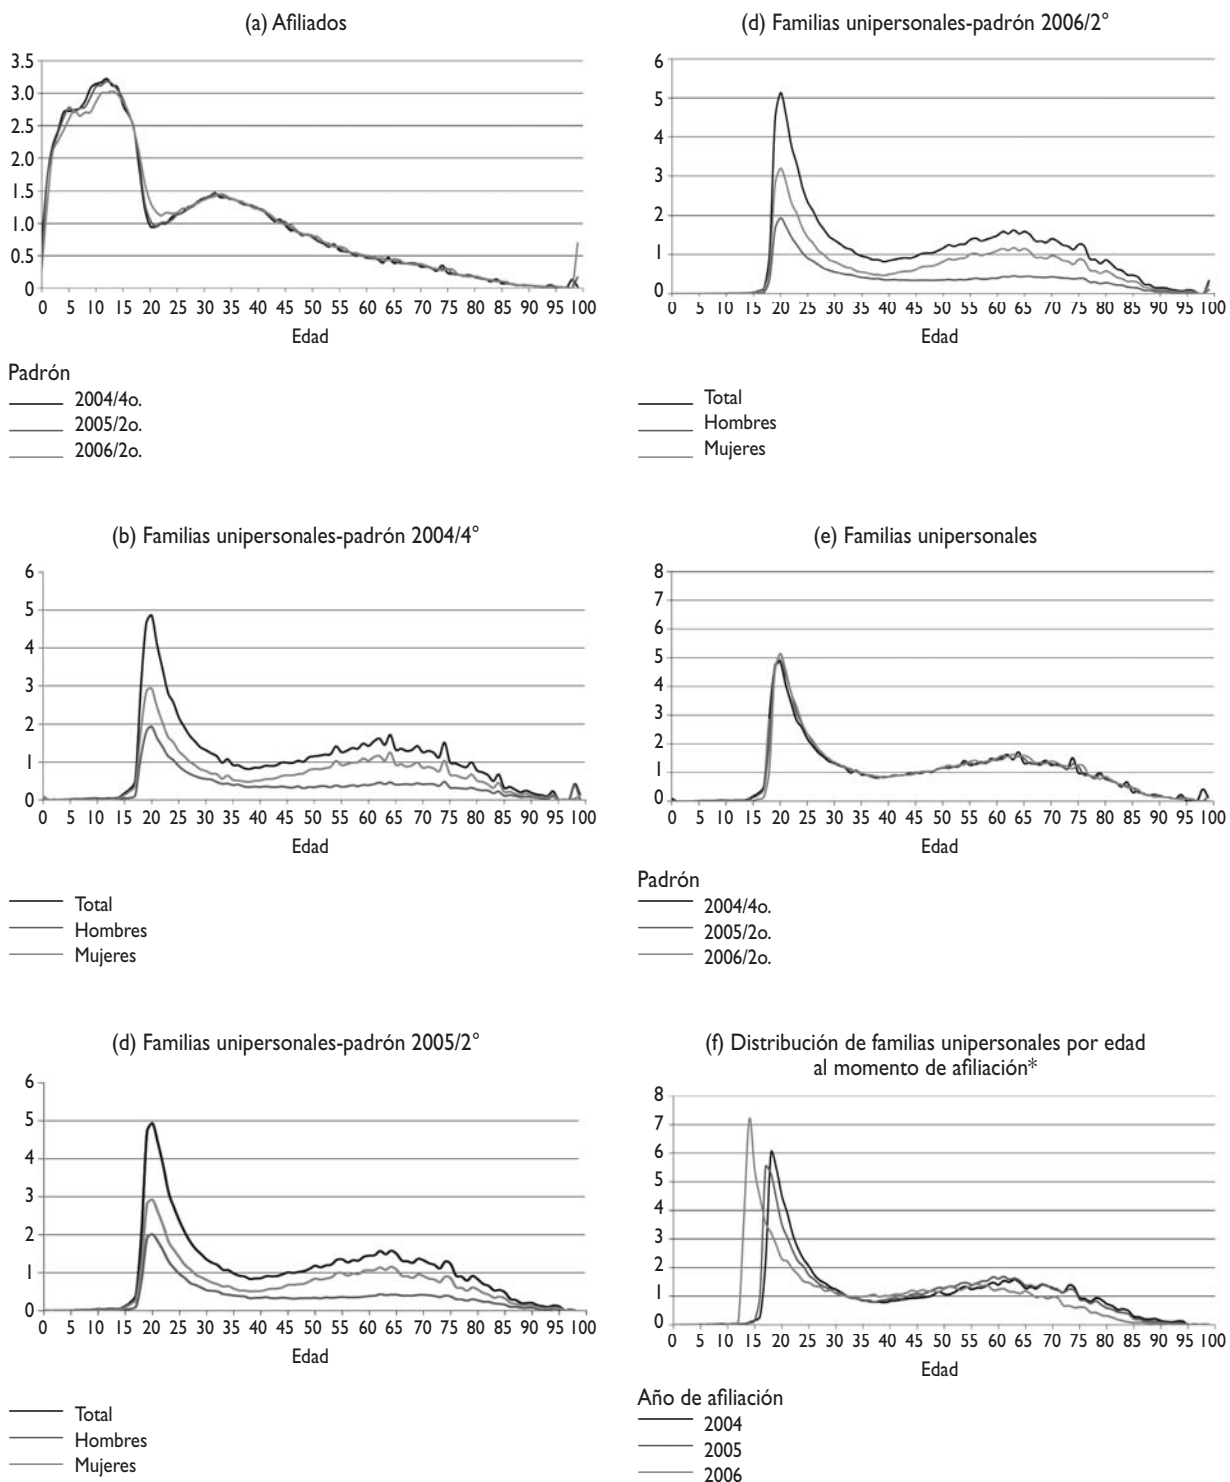 (a) Afiliados
3.5
3.0
2.5
2.0
1.5
1.0
0.5
0
0 5 10 15 20 25 30 35 40 45 50 55 60 65 70 75 80 85 90 95 100
Edad
Padrón
2004/4o.
2005/2o.
2006/2o.
(d) Familias unipersonales-padrón 2006/2°
6
5
4
3
2
1
0
0 5 10 15 20 25 30 35 40 45 50 55 60 65 70 75 80 85 90 95 100
Edad
Total
Hombres
Mujeres
(b) Familias unipersonales-padrón 2004/4°
6
5
4
3
2
1
0
0 5 10 15 20 25 30 35 40 45 50 55 60 65 70 75 80 85 90 95 100
Edad
Total
Hombres
Mujeres
(e) Familias unipersonales
8
7
6
5
4
3
2
1
0
0 5 10 15 20 25 30 35 40 45 50 55 60 65 70 75 80 85 90 95 100
Edad
Padrón
2004/4o.
2005/2o.
2006/2o.
(d) Familias unipersonales-padrón 2005/2°
6
5
4
3
2
1
0
0 5 10 15 20 25 30 35 40 45 50 55 60 65 70 75 80 85 90 95 100
Edad
Total
Hombres
Mujeres
(f) Distribución de familias unipersonales por edad
al momento de afiliación*
8
7
6
5
4
3
2
1
0
0 5 10 15 20 25 30 35 40 45 50 55 60 65 70 75 80 85 90 95 100
Edad
Año de afiliación
2004
2005
2006